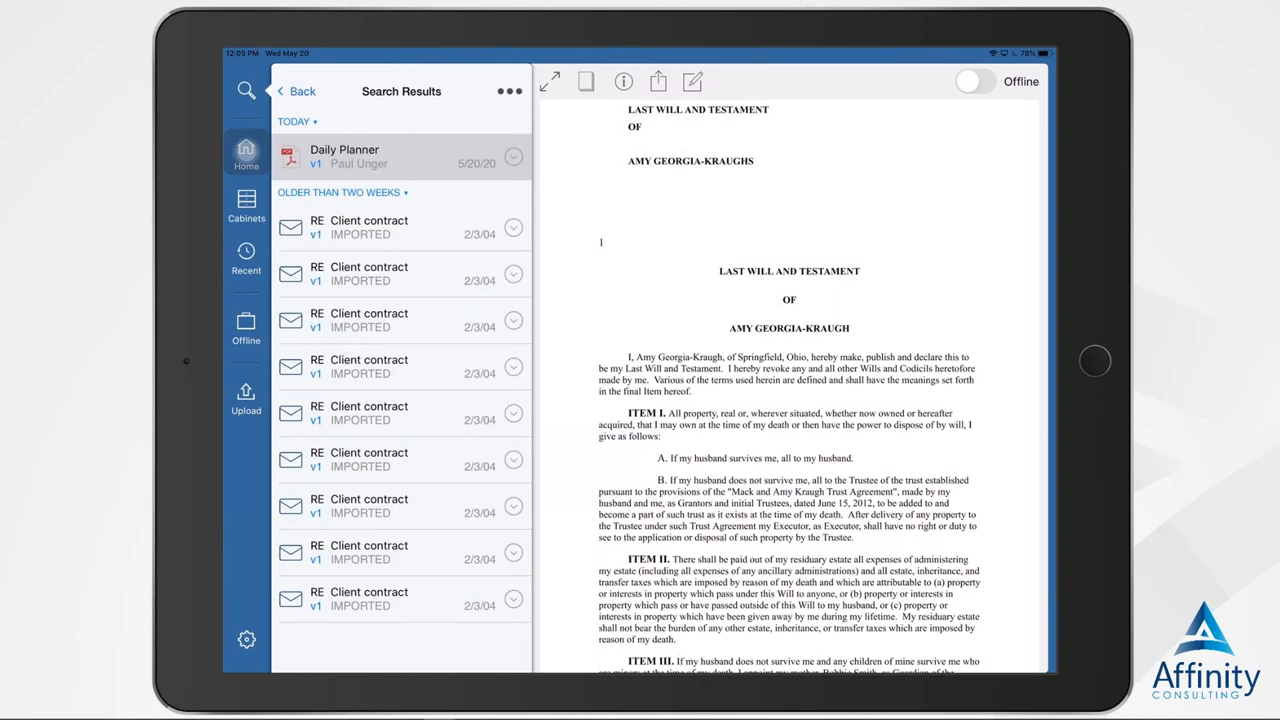 12:05 PM Wed May 20
78%
Back
Search Results
Offline
TODAY
Daily Planner
v1 Paul Unger 5/20/20
OLDER THAN TWO WEEKS
RE Client contract
v1 IMPORTED 2/3/04
RE Client contract
v1 IMPORTED 2/3/04
RE Client contract
v1 IMPORTED 2/3/04
RE Client contract
v1 IMPORTED 2/3/04
RE Client contract
v1 IMPORTED 2/3/04
RE Client contract
v1 IMPORTED 2/3/04
RE Client contract
v1 IMPORTED 2/3/04
RE Client contract
v1 IMPORTED 2/3/04
RE Client contract
v1 IMPORTED 2/3/04
Home
Cabinets
Recent
Offline
Upload
PDF
LAST WILL AND TESTAMENT
OF
AMY GEORGIA-KRAUGHS
1
LAST WILL AND TESTAMENT
OF
AMY GEORGIA-KRAUGH
I, Amy Georgia-Kraugh, of Springfield, Ohio, hereby make, publish and declare this to
be my Last Will and Testament. I hereby revoke any and all other Wills and Codicils heretofore
made by me. Various of the terms used herein are defined and shall have the meanings set forth
in the final Item hereof.
ITEM I. All property, real or, wherever situated, whether now owned or hereafter
acquired, that I may own at the time of my death or then have the power to dispose of by will, I
give as follows:
A. If my husband survives me, all to my husband.
B. If my husband does not survive me, all to the Trustee of the trust established
pursuant to the provisions of the "Mack and Amy Kraugh Trust Agreement", made by my
husband and me, as Grantors and initial Trustees, dated June 15, 2012, to be added to and
become a part of such trust as it exists at the time of my death. After delivery of any property to
the Trustee under such Trust Agreement my Executor, as Executor, shall have no right or duty to
see to the application or disposal of such property by the Trustee.
ITEM II. There shall be paid out of my residuary estate all expenses of administering
my estate (including all expenses of any ancillary administrations) and all estate, inheritance, and
transfer taxes which are imposed by reason of my death and which are attributable to (a) property
or interests in property which pass under this Will to anyone, or (b) property or interests in
property which pass or have passed outside of this Will to my husband, or (c) property or
interests in property which have been given away by me during my lifetime. My residuary estate
shall not bear the burden of any other estate, inheritance, or transfer taxes which are imposed by
reason of my death.
ITEM III. If my husband does not survive me and any children of mine survive me who
are minors at the time of my death, I appoint my mother, Bobbie Smith, as Guardian of the
Affinity
CONSULTING